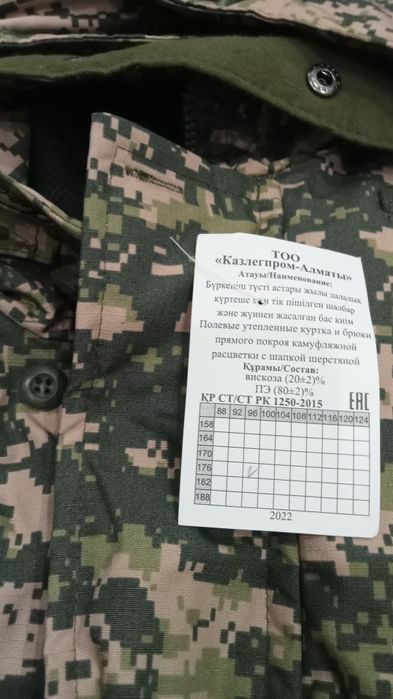 ТОО
«Казлегпром-Алматы»
Атауы/Наименование:
Бүркеніш түсті астары жылы далалық
күртеше мен тік пішілген шалбар
және жүннен жасалған бас киім
Полевые утепленные куртка и брюки
прямого покроя камуфляжной
расцветки с шапкой шерстяной
Құрамы/Состав:
вискоза (20±2)%
ПЭ (80±2)%
ҚР СТ/СТ РК 1250-2015
EAC
88 92 96 100 104 108 112 116 120 124
158
164
170
176
182
188
2022